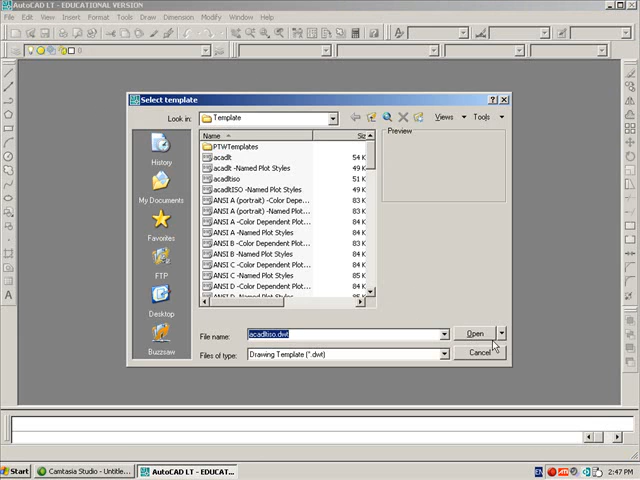 AutoCAD LT - EDUCATIONAL VERSION
File Edit View Insert Format Tools Draw Dimension Modify Window Help
Select template
Look in: Template Views Tools
Name Siz
Preview
PTWTemplates
acadlt 54 K
acadlt -Named Plot Styles 49 K
acadltiso 51 K
acadltISO -Named Plot Styles 49 K
ANSI A (portrait) -Color Depe... 83 K
ANSI A (portrait) -Named Plot... 83 K
ANSI A -Color Dependent Plot... 84 K
ANSI A -Named Plot Styles 84 K
ANSI B -Color Dependent Plot... 83 K
ANSI B -Named Plot Styles 84 K
ANSI C -Color Dependent Plot... 84 K
ANSI C -Named Plot Styles 85 K
ANSI D -Color Dependent Plot... 84 K
ANSI D -Named Plot Styles 85 K
History
My Documents
Favorites
FTP
Desktop
Buzzsaw
File name: acadltiso.dwt Open
Files of type: Drawing Template (*.dwt) Cancel
Start Camtasia Studio - Untitle... AutoCAD LT - EDUCAT... EN ATI 2:47 PM